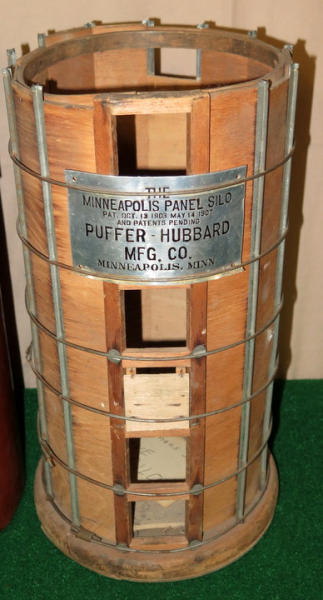 THE
MINNEAPOLIS PANEL SILO
PAT. OCT. 13 1903 MAY 14 1907
AND PATENTS PENDING
PUFFER-HUBBARD
MFG. CO.
MINNEAPOLIS, MINN